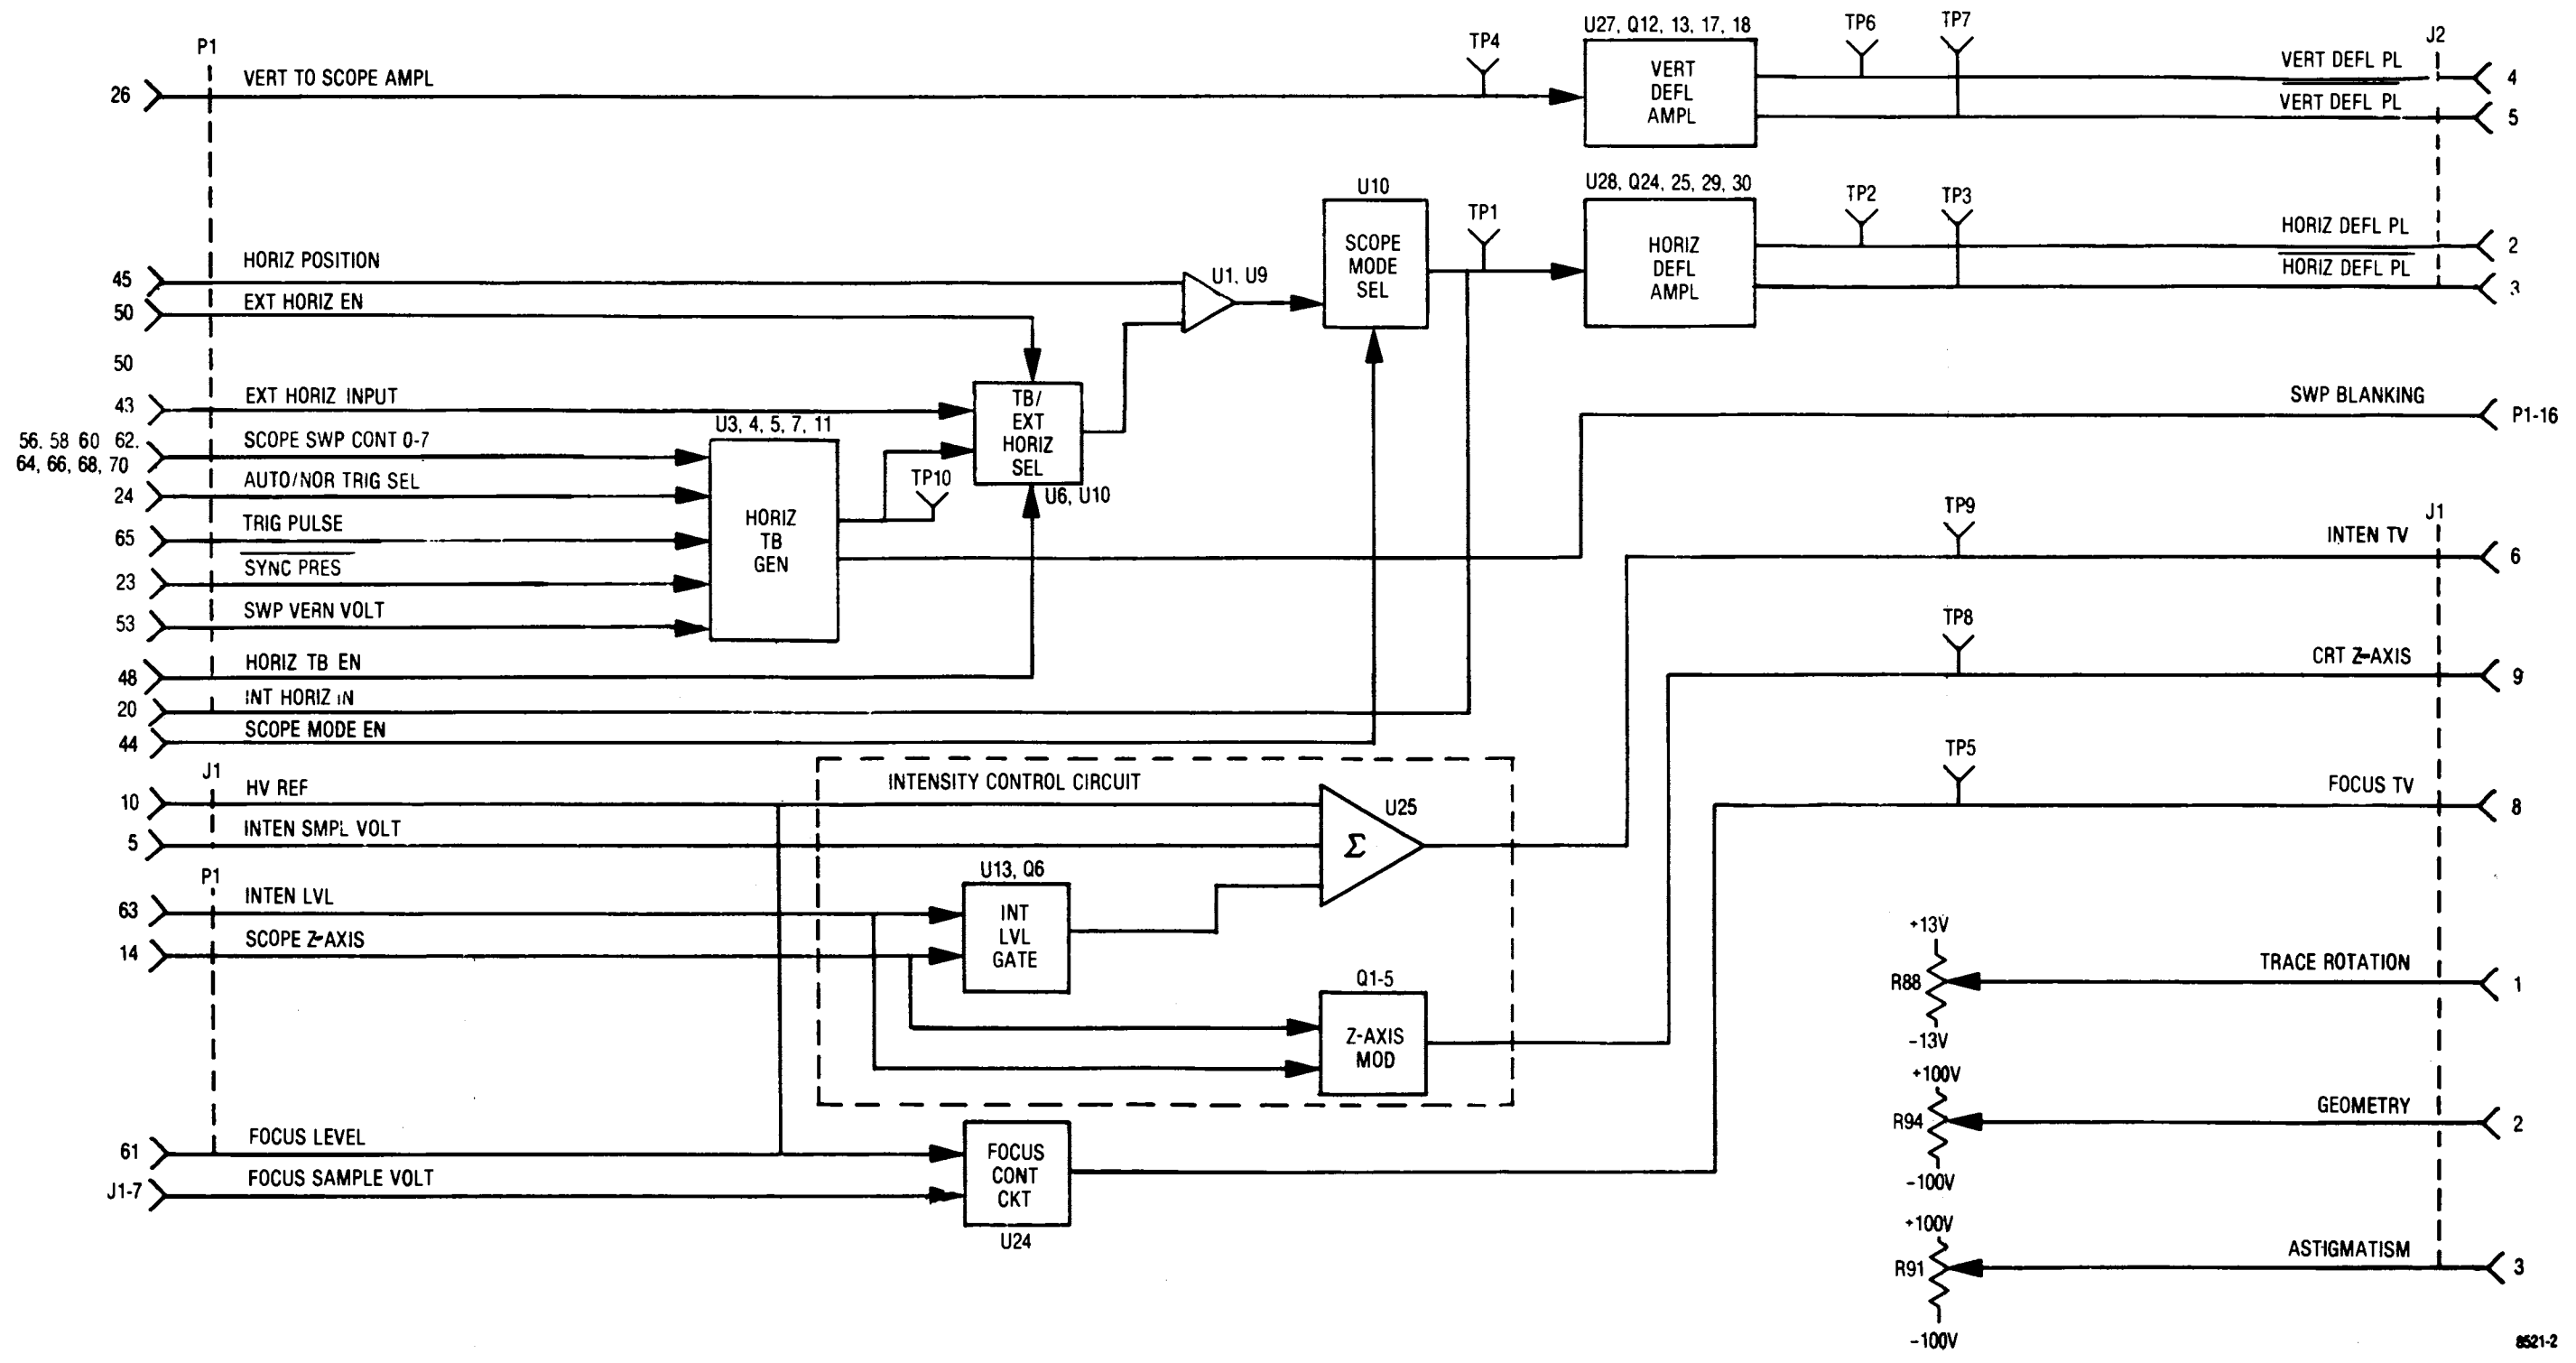 P1
26
VERT TO SCOPE AMPL
TP4
U27, Q12, 13, 17, 18
VERT
DEFL
AMPL
TP6
TP7
J2
VERT DEFL PL
4
VERT DEFL PL
5
45
HORIZ POSITION
50
EXT HORIZ EN
50
43
EXT HORIZ INPUT
56. 58 60 62.
64, 66, 68, 70
SCOPE SWP CONT 0-7
24
AUTO/NOR TRIG SEL
65
TRIG PULSE
23
SYNC PRES
53
SWP VERN VOLT
48
HORIZ TB EN
20
INT HORIZ IN
44
SCOPE MODE EN
U3, 4, 5, 7, 11
HORIZ
TB
GEN
TP10
TB/
EXT
HORIZ
SEL
U6, U10
U1, U9
U10
SCOPE
MODE
SEL
TP1
U28, Q24, 25, 29, 30
HORIZ
DEFL
AMPL
TP2
TP3
HORIZ DEFL PL
2
HORIZ DEFL PL
3
SWP BLANKING
P1-16
TP9
J1
INTEN TV
6
TP8
CRT Z-AXIS
9
TP5
FOCUS TV
8
J1
10
HV REF
5
INTEN SMPL VOLT
P1
63
INTEN LVL
14
SCOPE Z-AXIS
61
FOCUS LEVEL
J1-7
FOCUS SAMPLE VOLT
INTENSITY CONTROL CIRCUIT
U25
Σ
U13, Q6
INT
LVL
GATE
Q1-5
Z-AXIS
MOD
FOCUS
CONT
CKT
U24
+13V
R88
-13V
TRACE ROTATION
1
+100V
R94
-100V
GEOMETRY
2
+100V
R91
-100V
ASTIGMATISM
3
8521-2